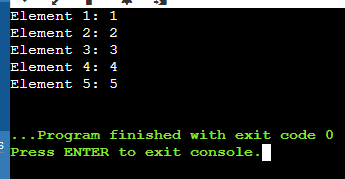 Element 1: 1
Element 2: 2
Element 3: 3
Element 4: 4
Element 5: 5
...Program finished with exit code 0
Press ENTER to exit console.